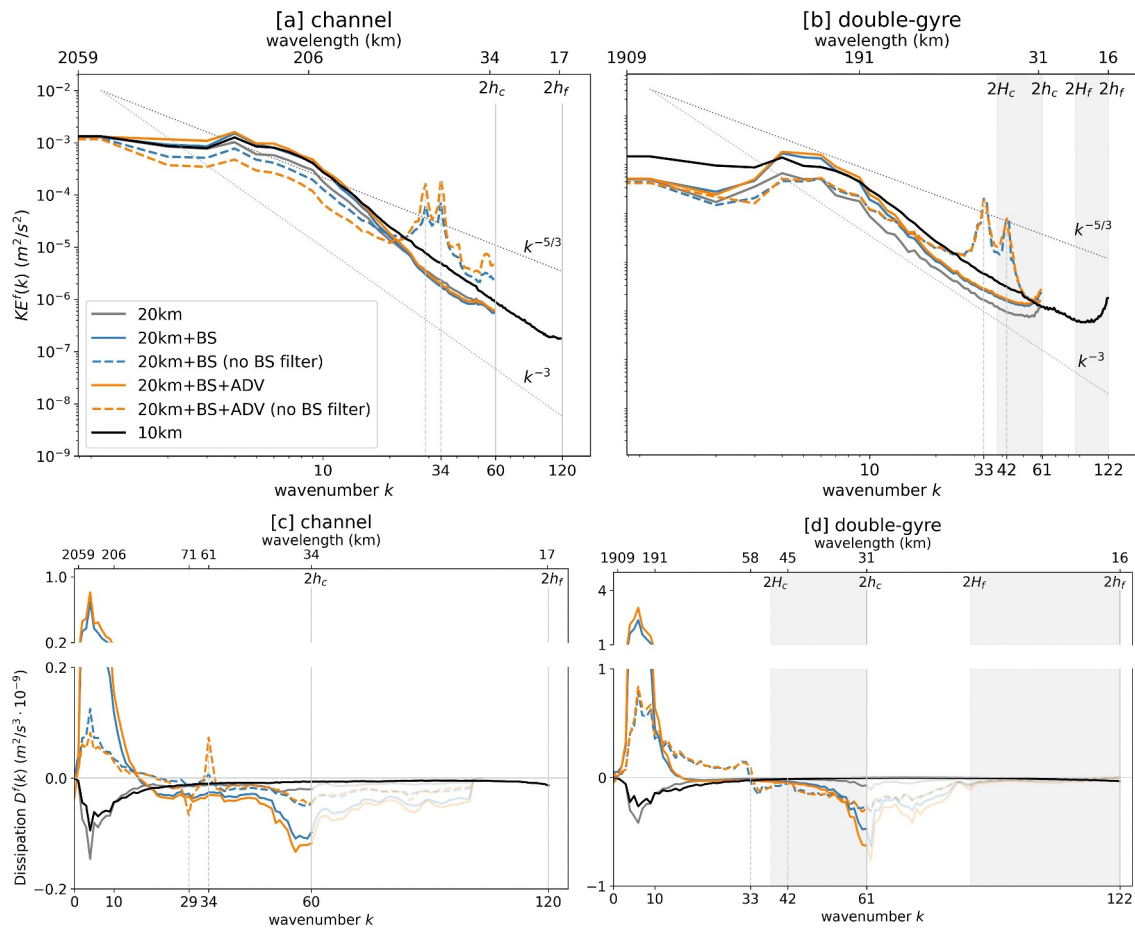 [a] channel
wavelength (km)
2059 206 34 17
2h_c 2h_f
10^−2
10^−3
10^−4
10^−5
10^−6
10^−7
10^−8
10^−9
KE^f(k) (m^2/s^2)
k^−5/3
k^−3
20km
20km+BS
20km+BS (no BS filter)
20km+BS+ADV
20km+BS+ADV (no BS filter)
10km
10 34 60 120
wavenumber k
[b] double-gyre
wavelength (km)
1909 191 31 16
2H_c 2h_c 2H_f 2h_f
k^−5/3
k^−3
10 33 42 61 122
wavenumber k
[c] channel
wavelength (km)
2059 206 71 61 34 17
2h_c 2h_f
1.0
0.2
0.2
0.0
−0.2
Dissipation D^f(k) (m^2/s^3 · 10^−9)
0 10 29 34 60 120
wavenumber k
[d] double-gyre
wavelength (km)
1909 191 58 45 31 16
2H_c 2h_c 2H_f 2h_f
4
1
1
0
−1
0 10 33 42 61 122
wavenumber k